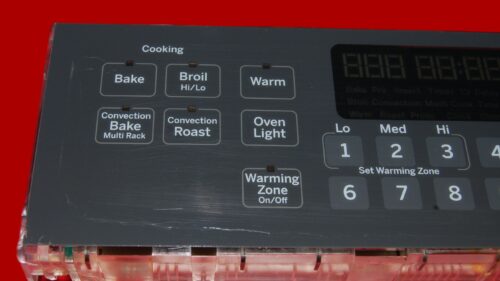 Cooking
Bake
Broil
Hi/Lo
Warm
Convection
Bake
Multi Rack
Convection
Roast
Oven
Light
Lo Med Hi
1 2 3 4
Set Warming Zone
Warming
Zone
On/Off
6 7 8